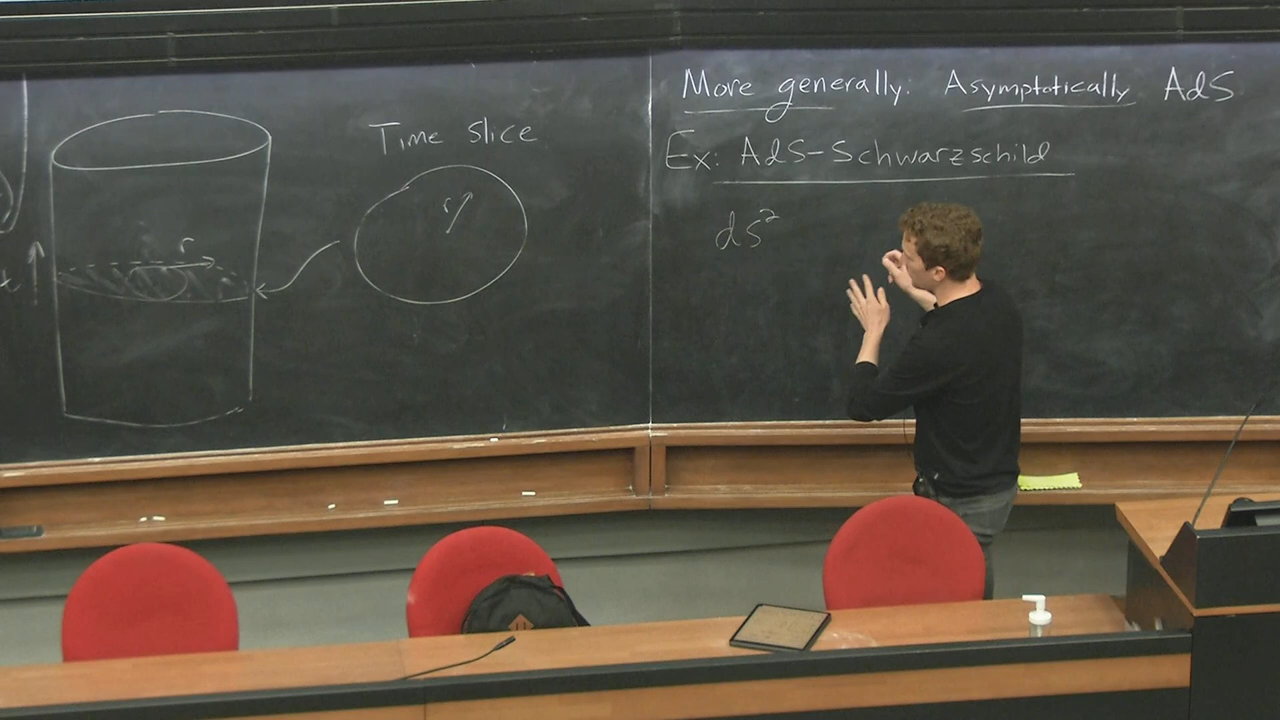 r
Time Slice
r
More generally: Asymptotically AdS
Ex: AdS-Schwarzschild
ds²